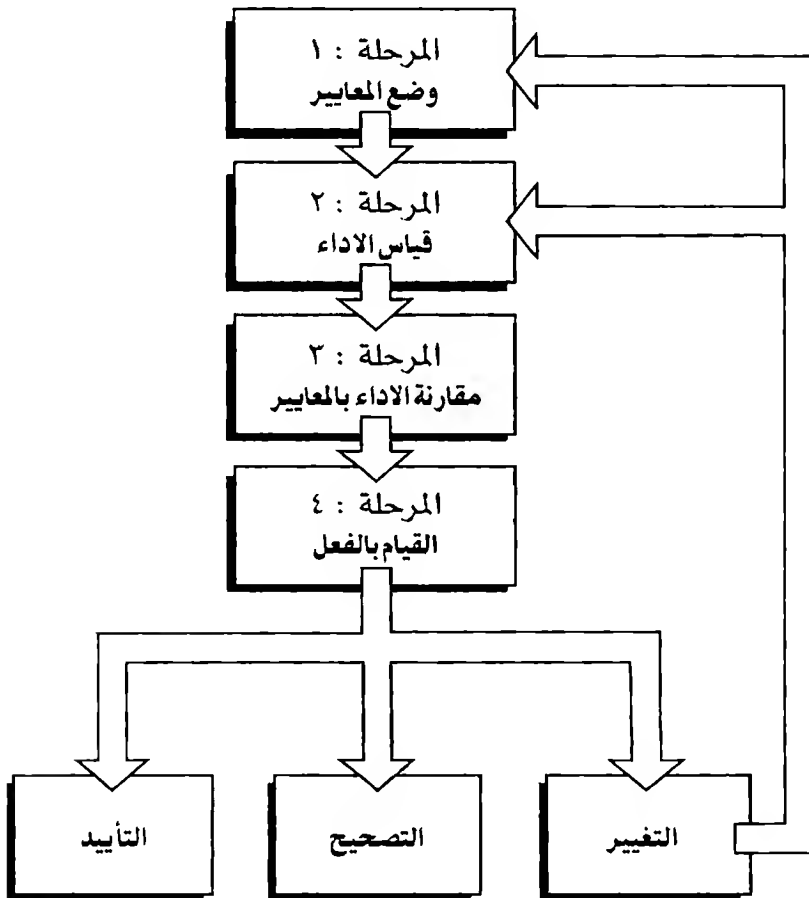 المرحلة : ١
وضع المعايير
المرحلة : ٢
قياس الاداء
المرحلة : ٣
مقارنة الاداء بالمعايير
المرحلة : ٤
القيام بالفعل
التغيير
التصحيح
التأييد